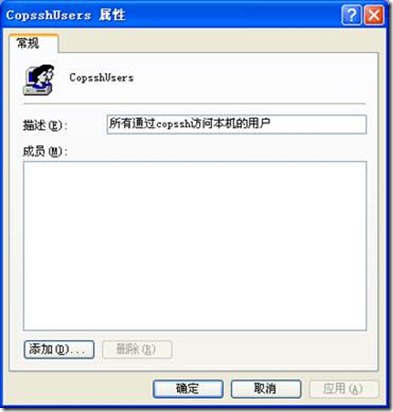 CopsshUsers 属性
常规
CopsshUsers
描述(E):
所有通过copssh访问本机的用户
成员(M):
添加(D)...
删除(R)
确定
取消
应用(A)